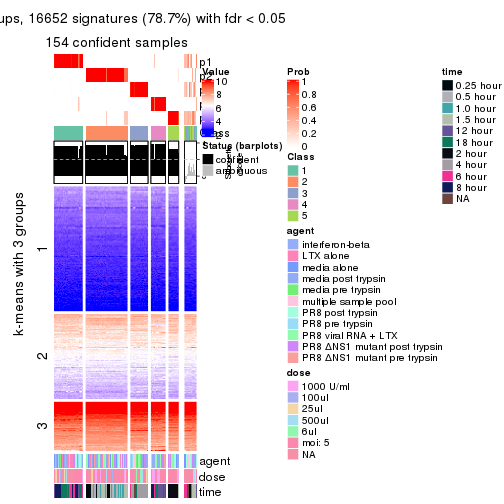 ups, 16652 signatures (78.7%) with fdr < 0.05
154 confident samples
p1
Value
10
8
6
4
2
0
Class
Status (barplots)
confident
ambiguous
k-means with 3 groups
1
2
3
agent
dose
time
Prob
1
0.8
0.6
0.4
0.2
0
Class
1
2
3
4
5
agent
interferon-beta
LTX alone
media alone
media post trypsin
media pre trypsin
multiple sample pool
PR8 post trypsin
PR8 pre trypsin
PR8 viral RNA + LTX
PR8 ΔNS1 mutant post trypsin
PR8 ΔNS1 mutant pre trypsin
dose
1000 U/ml
100ul
25ul
500ul
6ul
moi: 5
NA
time
0.25 hour
0.5 hour
1.0 hour
1.5 hour
12 hour
18 hour
2 hour
4 hour
6 hour
8 hour
NA